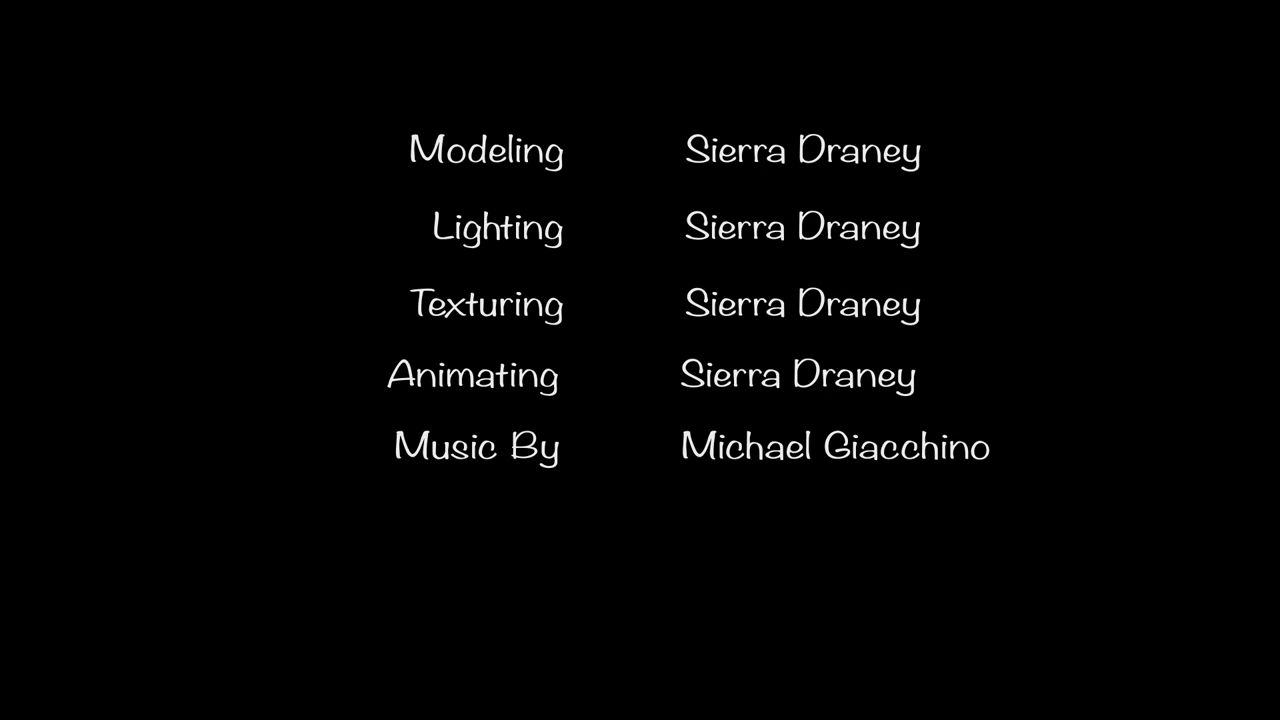 Modeling Sierra Draney
Lighting Sierra Draney
Texturing Sierra Draney
Animating Sierra Draney
Music By Michael Giacchino